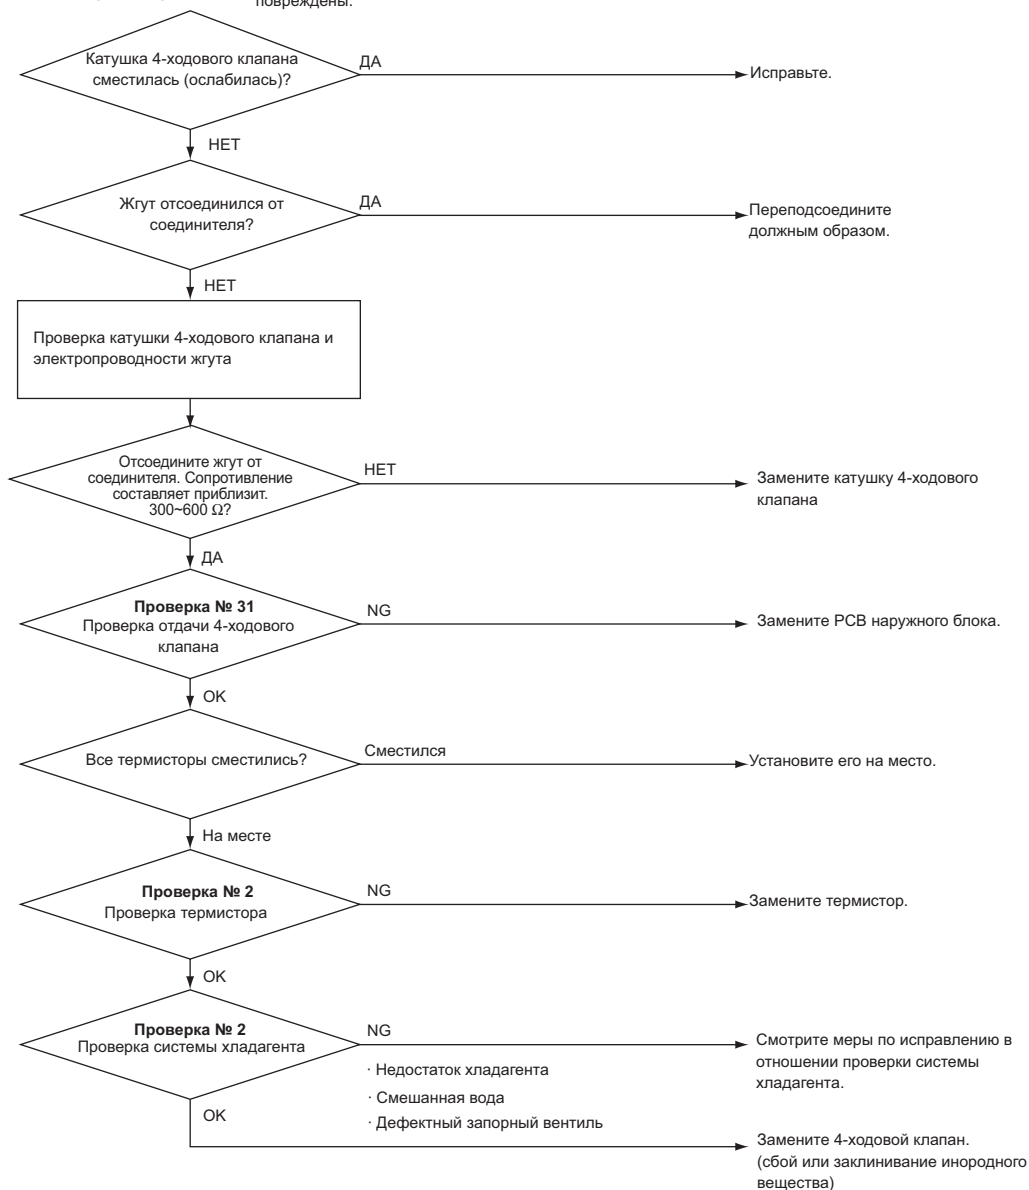 повреждены.
Катушка 4-ходового клапана
сместилась (ослабилась)?
ДА
Исправьте.
НЕТ
Жгут отсоединился от
соединителя?
ДА
Переподсоедините
должным образом.
НЕТ
Проверка катушки 4-ходового клапана и
электропроводности жгута
Отсоедините жгут от
соединителя. Сопротивление
составляет приблизит.
300~600 Ω?
НЕТ
Замените катушку 4-ходового
клапана
ДА
Проверка № 31
Проверка отдачи 4-ходового
клапана
NG
Замените PCB наружного блока.
OK
Все термисторы сместились?
Сместился
Установите его на место.
На месте
Проверка № 2
Проверка термистора
NG
Замените термистор.
OK
Проверка № 2
Проверка системы хладагента
NG
· Недостаток хладагента
· Смешанная вода
· Дефектный запорный вентиль
Смотрите меры по исправлению в
отношении проверки системы
хладагента.
OK
Замените 4-ходовой клапан.
(сбой или заклинивание инородного
вещества)